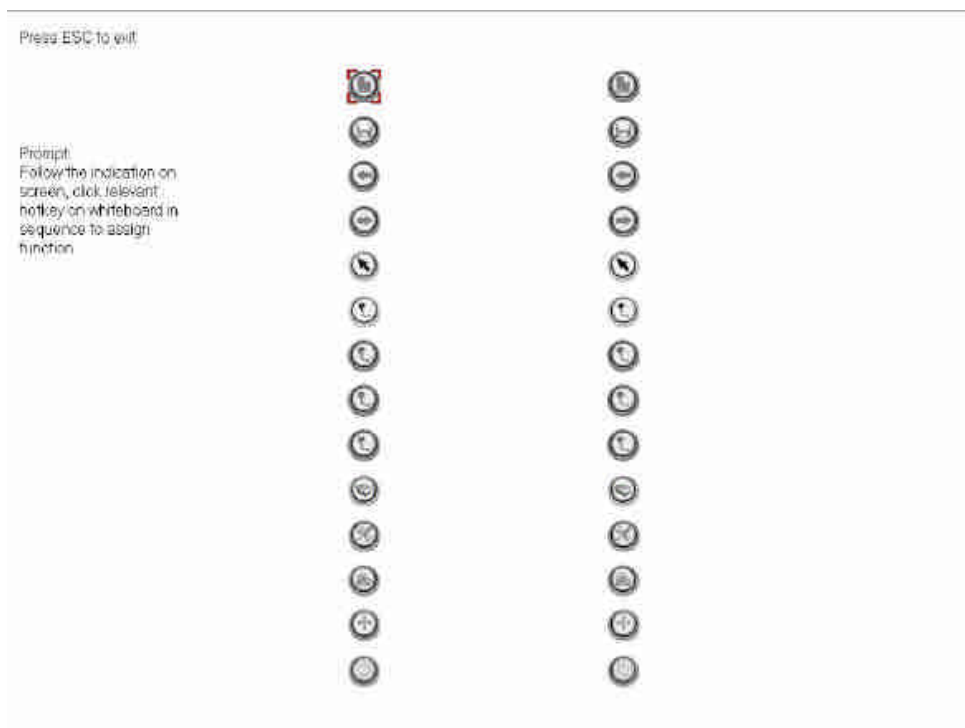 Press ESC to exit
Prompt:
Follow the indication on
screen, click relevant
hotkey on whiteboard in
sequence to assign
function